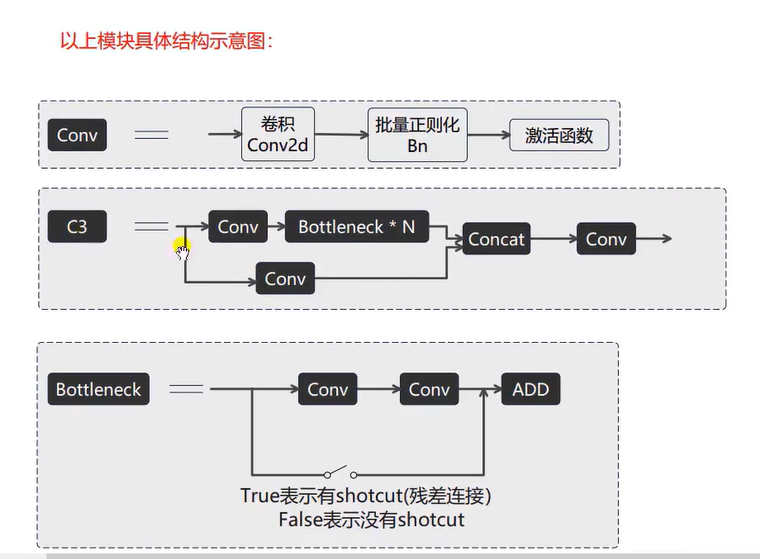 以上模块具体结构示意图：
Conv
卷积
Conv2d
批量正则化
Bn
激活函数
C3
Conv
Bottleneck * N
Concat
Conv
Conv
Bottleneck
Conv
Conv
ADD
True表示有shotcut(残差连接）
False表示没有shotcut